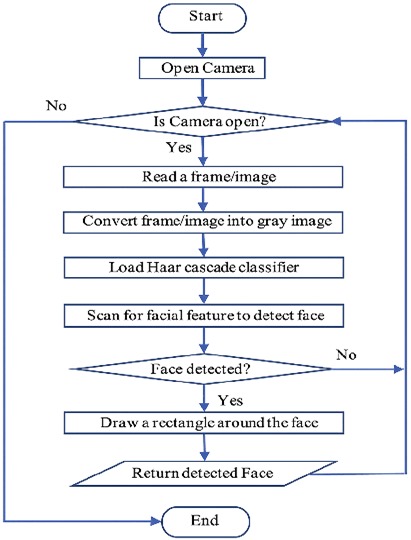 Start
Open Camera
No
Is Camera open?
Yes
Read a frame/image
Convert frame/image into gray image
Load Haar cascade classifier
Scan for facial feature to detect face
Face detected?
No
Yes
Draw a rectangle around the face
Return detected Face
End